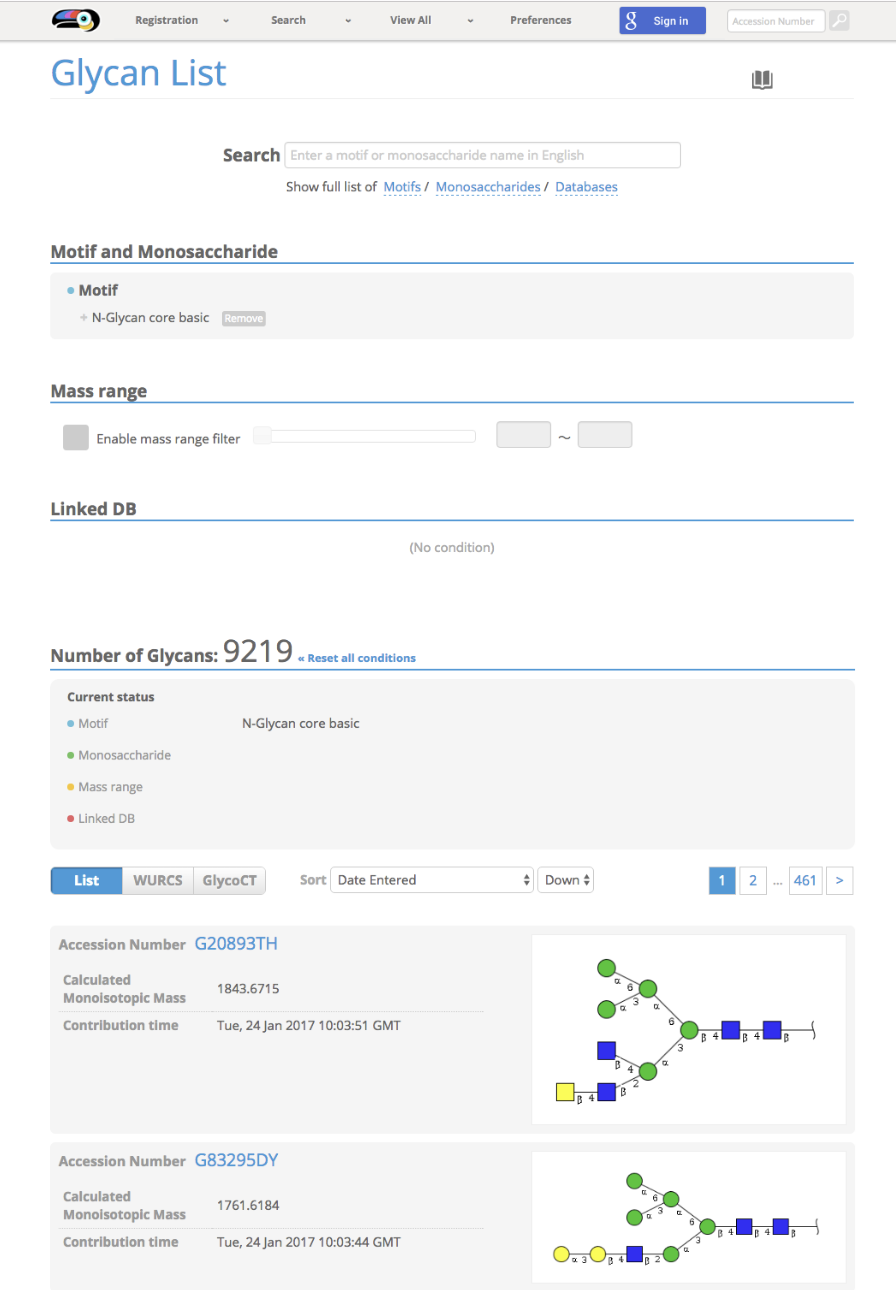 Registration Search View All Preferences g Sign in Accession Number
Glycan List
Search Enter a motif or monosaccharide name in English
Show full list of Motifs / Monosaccharides / Databases
Motif and Monosaccharide
Motif
+ N-Glycan core basic Remove
Mass range
Enable mass range filter ~
Linked DB
(No condition)
Number of Glycans: 9219 « Reset all conditions
Current status
Motif N-Glycan core basic
Monosaccharide
Mass range
Linked DB
List WURCS GlycoCT Sort Date Entered Down 1 2 ... 461 >
Accession Number G20893TH
Calculated
Monoisotopic Mass 1843.6715
Contribution time Tue, 24 Jan 2017 10:03:51 GMT
α 6
α 3 α
6
β 4 β 4 β
3
β 4 α
β 4 β 2
Accession Number G83295DY
Calculated
Monoisotopic Mass 1761.6184
Contribution time Tue, 24 Jan 2017 10:03:44 GMT
α 6
α 3 α
6
β 4 β 4 β
3
α 3 β 4 β 2 α